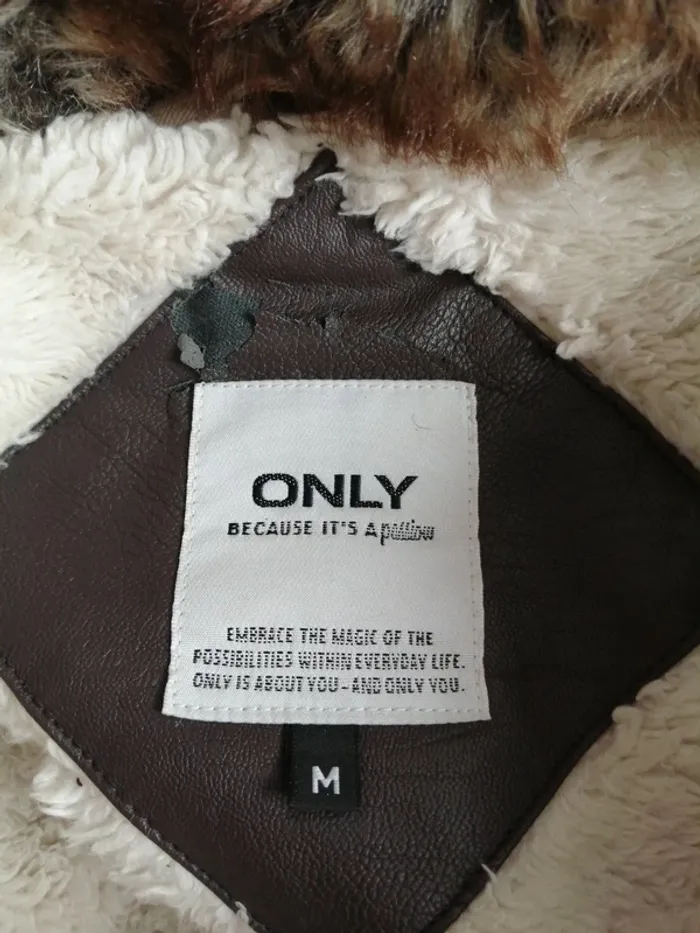 ONLY
BECAUSE IT'S A
EMBRACE THE MAGIC OF THE
POSSIBILITIES WITHIN EVERYDAY LIFE.
ONLY IS ABOUT YOU - AND ONLY YOU.
M